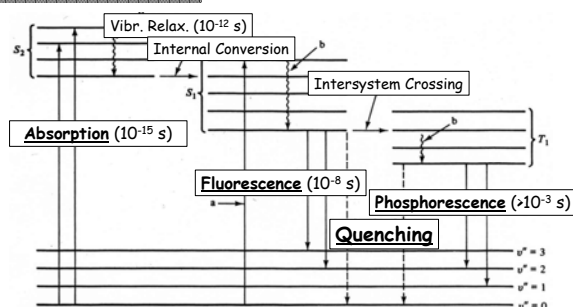 Vibr. Relax. (10⁻¹² s)
S₂
Internal Conversion
b
S₁
Intersystem Crossing
Absorption (10⁻¹⁵ s)
b
T₁
Fluorescence (10⁻⁸ s)
a
Phosphorescence (>10⁻³ s)
Quenching
υ″ = 3
υ″ = 2
υ″ = 1
υ″ = 0